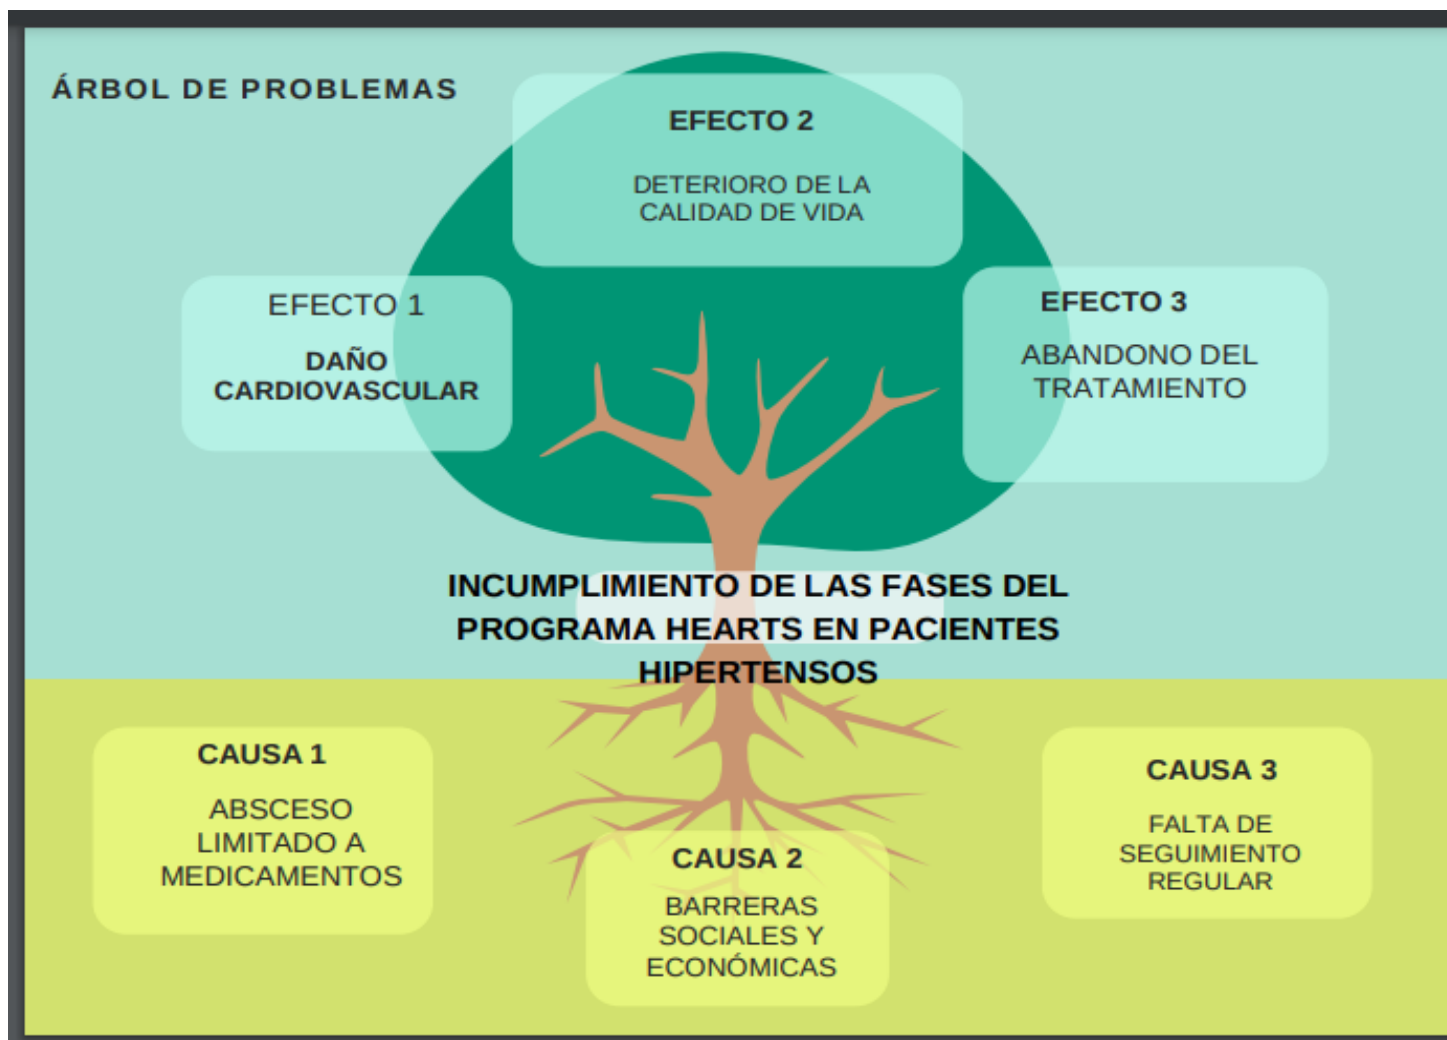 ÁRBOL DE PROBLEMAS
EFECTO 2
DETERIORO DE LA
CALIDAD DE VIDA
EFECTO 1
DAÑO
CARDIOVASCULAR
EFECTO 3
ABANDONO DEL
TRATAMIENTO
INCUMPLIMIENTO DE LAS FASES DEL
PROGRAMA HEARTS EN PACIENTES
HIPERTENSOS
CAUSA 1
ABSCESO
LIMITADO A
MEDICAMENTOS
CAUSA 2
BARRERAS
SOCIALES Y
ECONÓMICAS
CAUSA 3
FALTA DE
SEGUIMIENTO
REGULAR